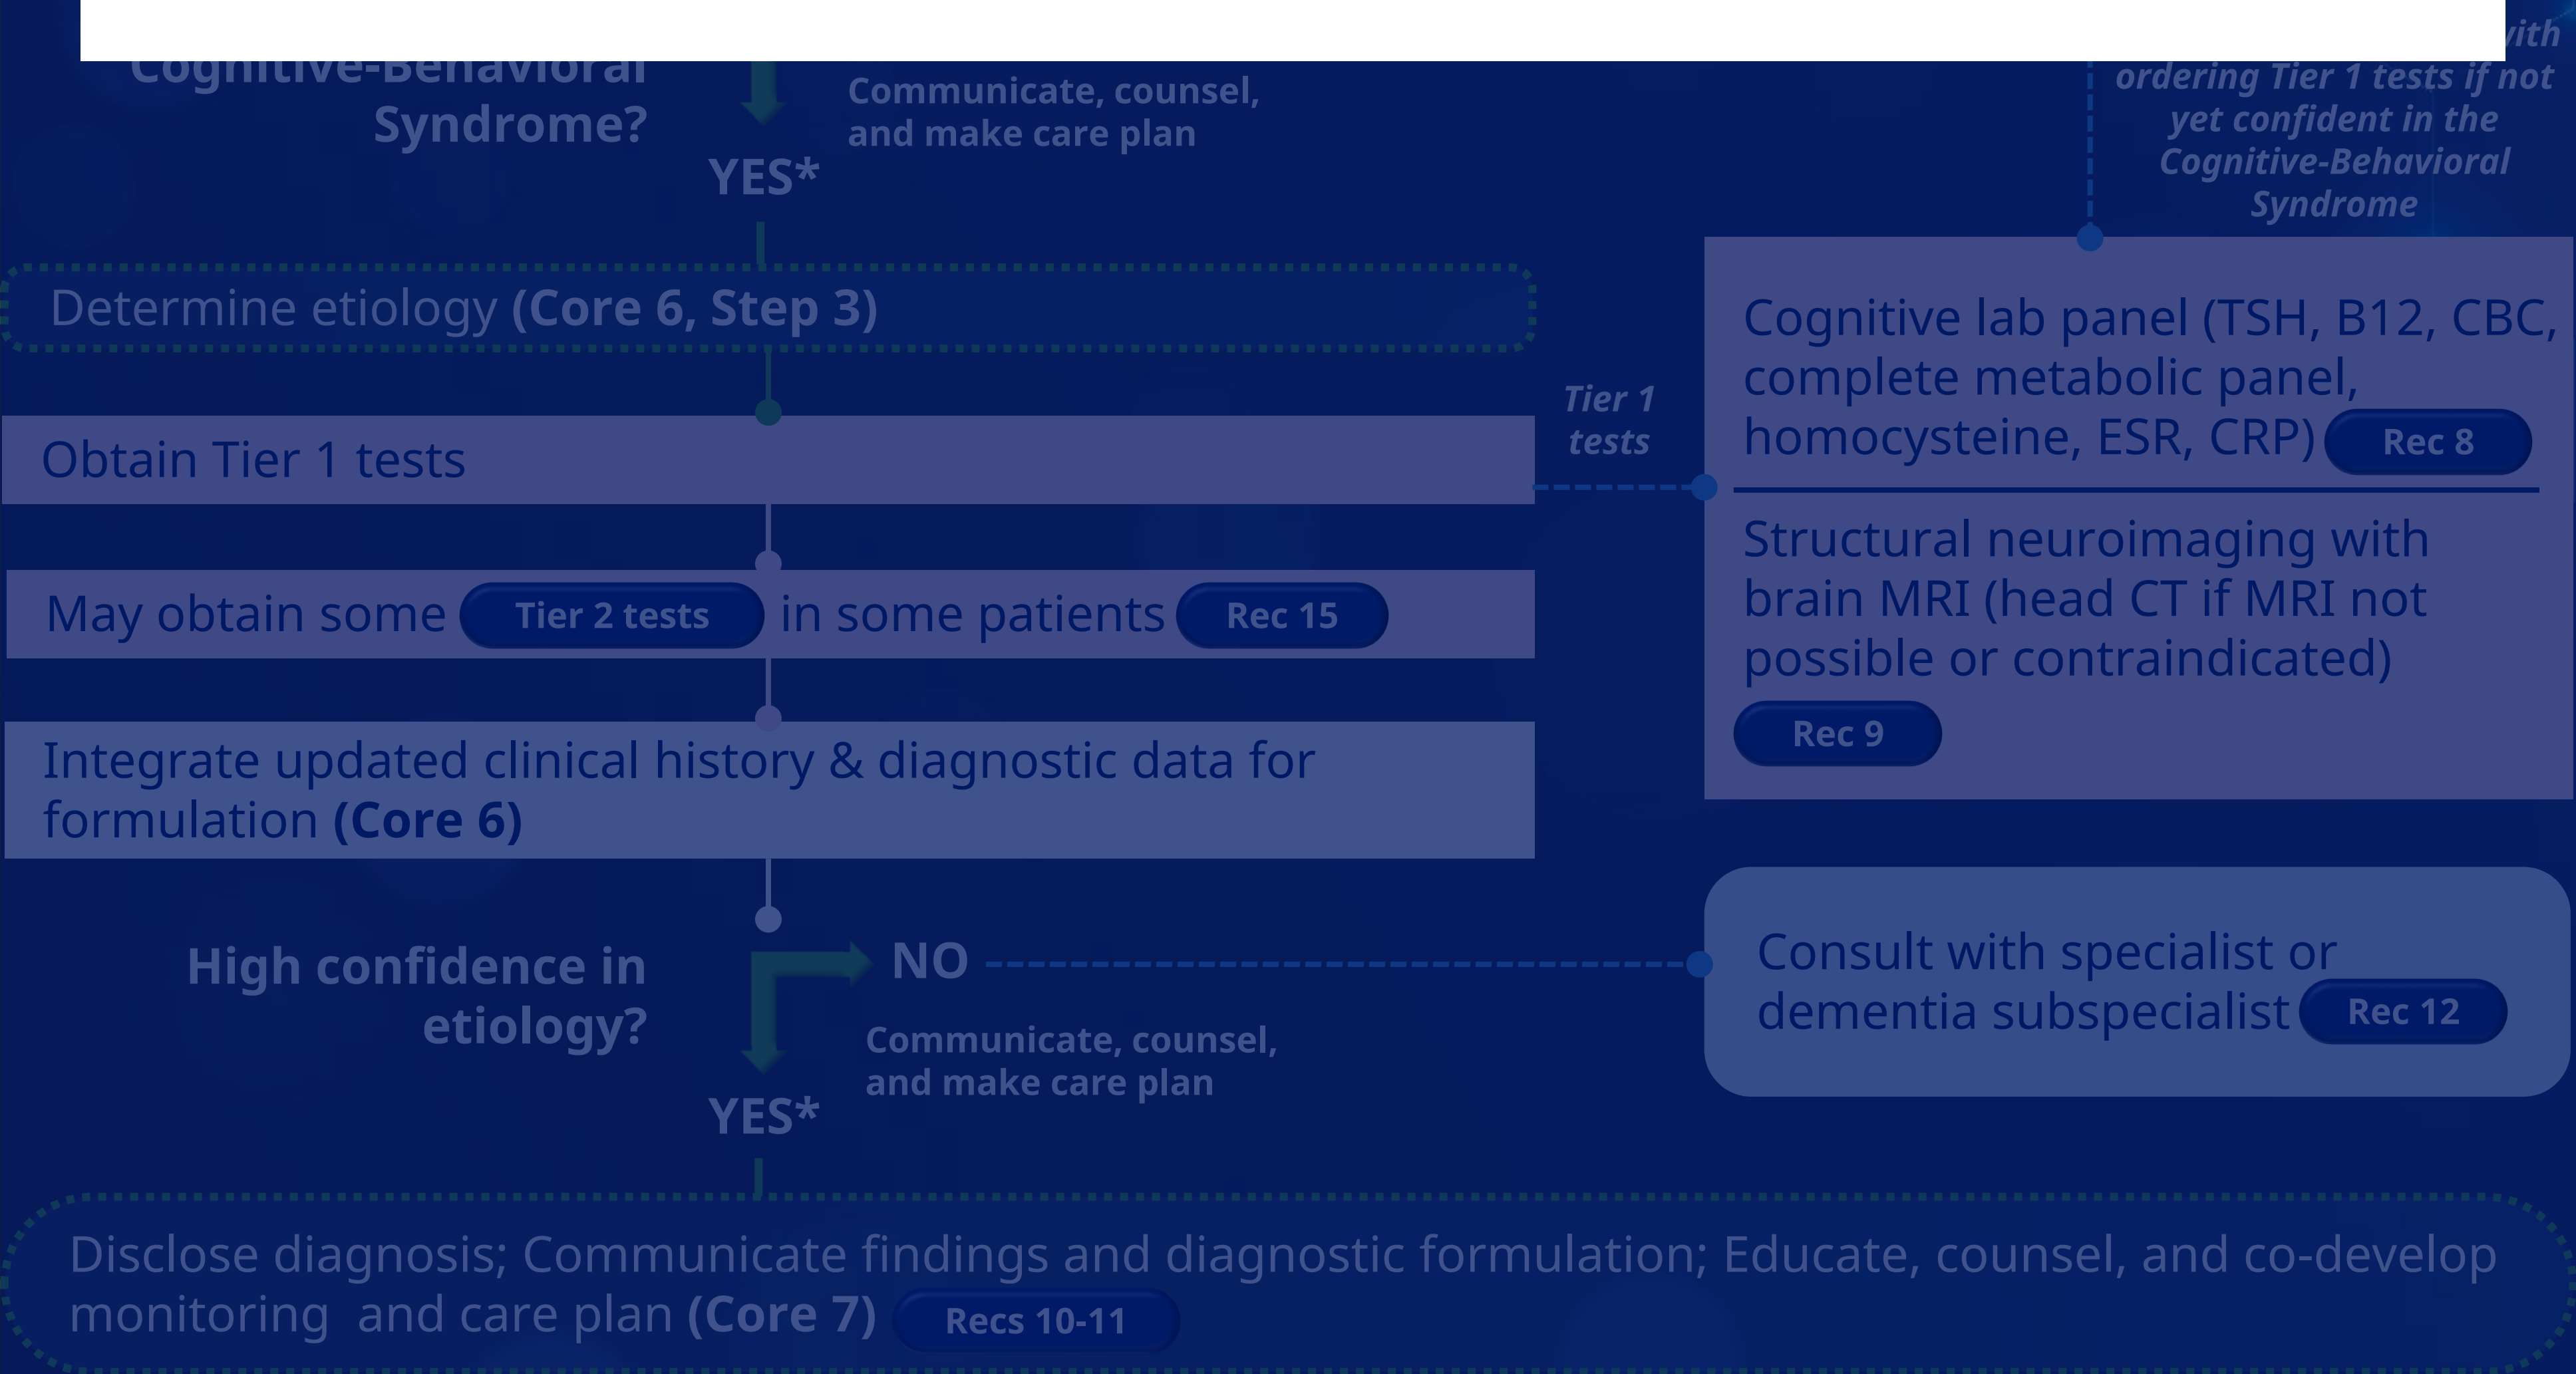 Cognitive-Behavioral
Syndrome?
Communicate, counsel,
and make care plan
YES*
with
ordering Tier 1 tests if not
yet confident in the
Cognitive-Behavioral
Syndrome
Determine etiology (Core 6, Step 3)
Obtain Tier 1 tests
Tier 1
tests
Cognitive lab panel (TSH, B12, CBC,
complete metabolic panel,
homocysteine, ESR, CRP) Rec 8
Structural neuroimaging with
brain MRI (head CT if MRI not
possible or contraindicated)
Rec 9
May obtain some Tier 2 tests in some patients Rec 15
Integrate updated clinical history & diagnostic data for
formulation (Core 6)
High confidence in
etiology?
NO
Communicate, counsel,
and make care plan
YES*
Consult with specialist or
dementia subspecialist Rec 12
Disclose diagnosis; Communicate findings and diagnostic formulation; Educate, counsel, and co-develop
monitoring and care plan (Core 7) Recs 10-11